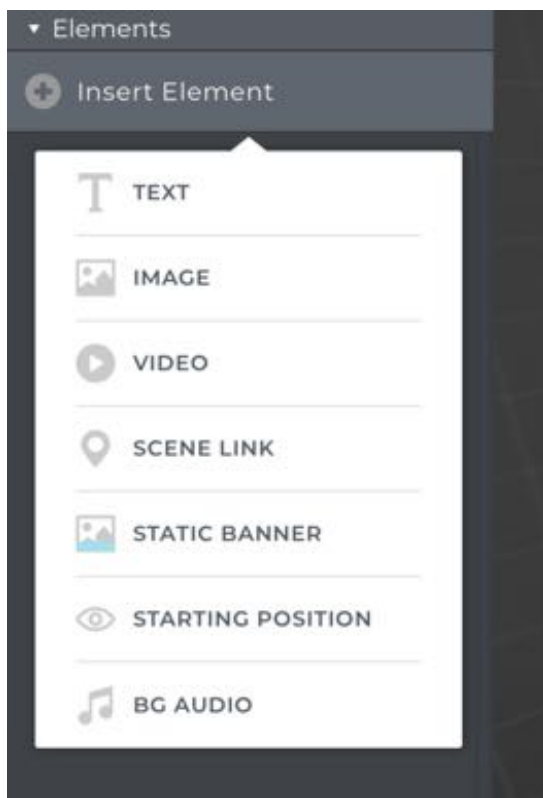 Elements
Insert Element
TEXT
IMAGE
VIDEO
SCENE LINK
STATIC BANNER
STARTING POSITION
BG AUDIO